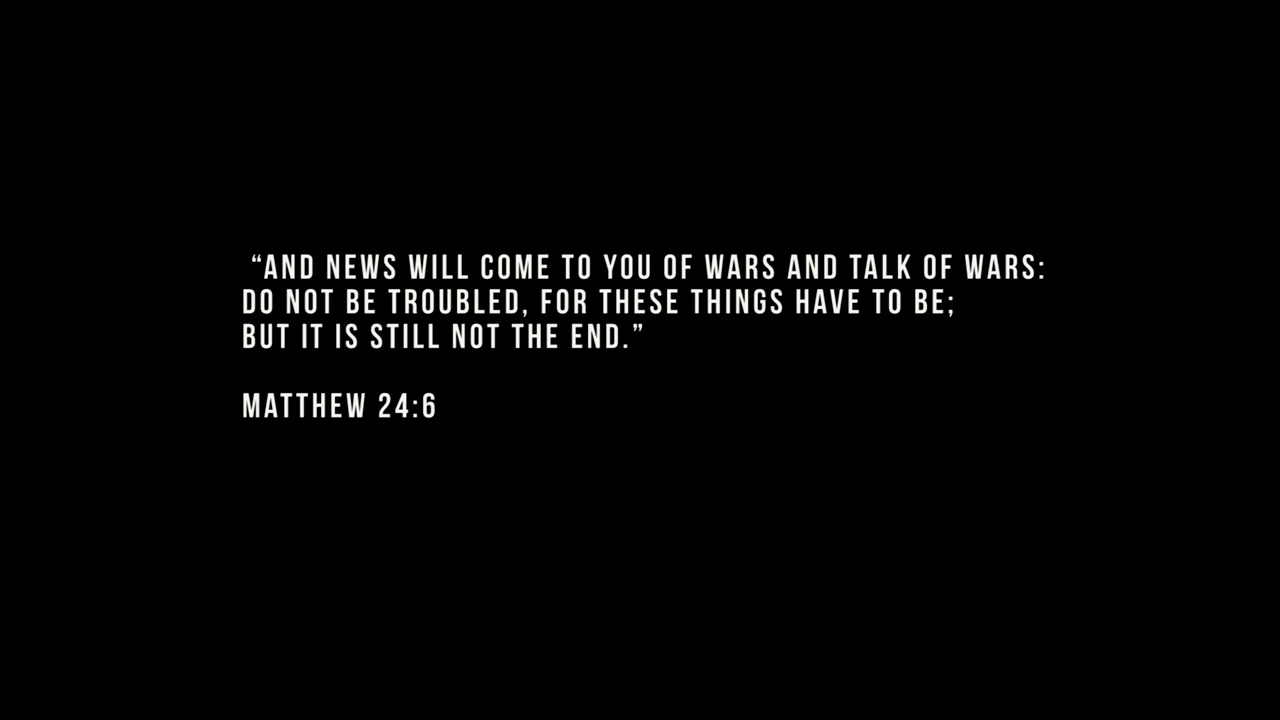 “AND NEWS WILL COME TO YOU OF WARS AND TALK OF WARS:
DO NOT BE TROUBLED, FOR THESE THINGS HAVE TO BE;
BUT IT IS STILL NOT THE END.”
MATTHEW 24:6